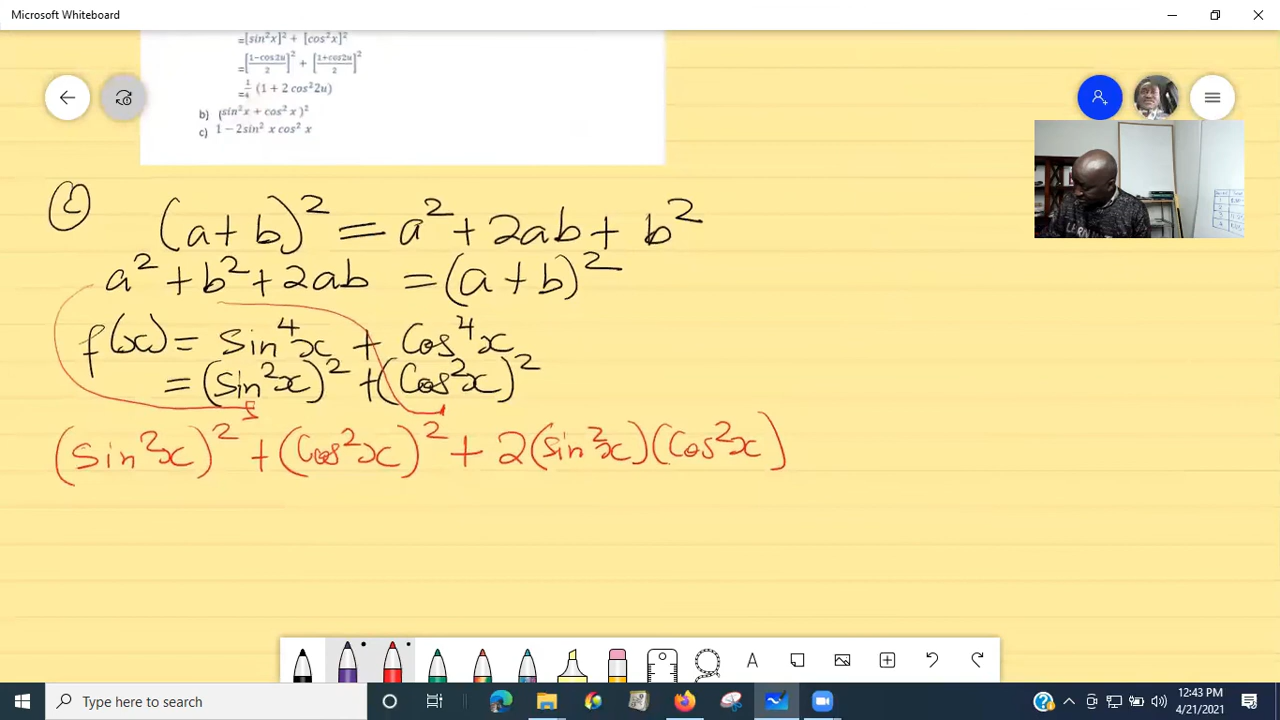 Microsoft Whiteboard
=[sin²x]² + [cos²x]²
=[(1−cos2u)/2]² + [(1+cos2u)/2]²
=1/4 (1 + 2 cos²2u)
b) (sin²x + cos²x )²
c) 1 − 2sin² x cos² x
c
(a+b)² = a² + 2ab + b²
a² + b² + 2ab = (a + b)²
f(x) = sin⁴x + Cos⁴x
= (sin²x)² + (Cos²x)²
(sin²x)² + (Cos²x)² + 2(sin²x)(Cos²x)
A
Type here to search
12:43 PM
4/21/2021